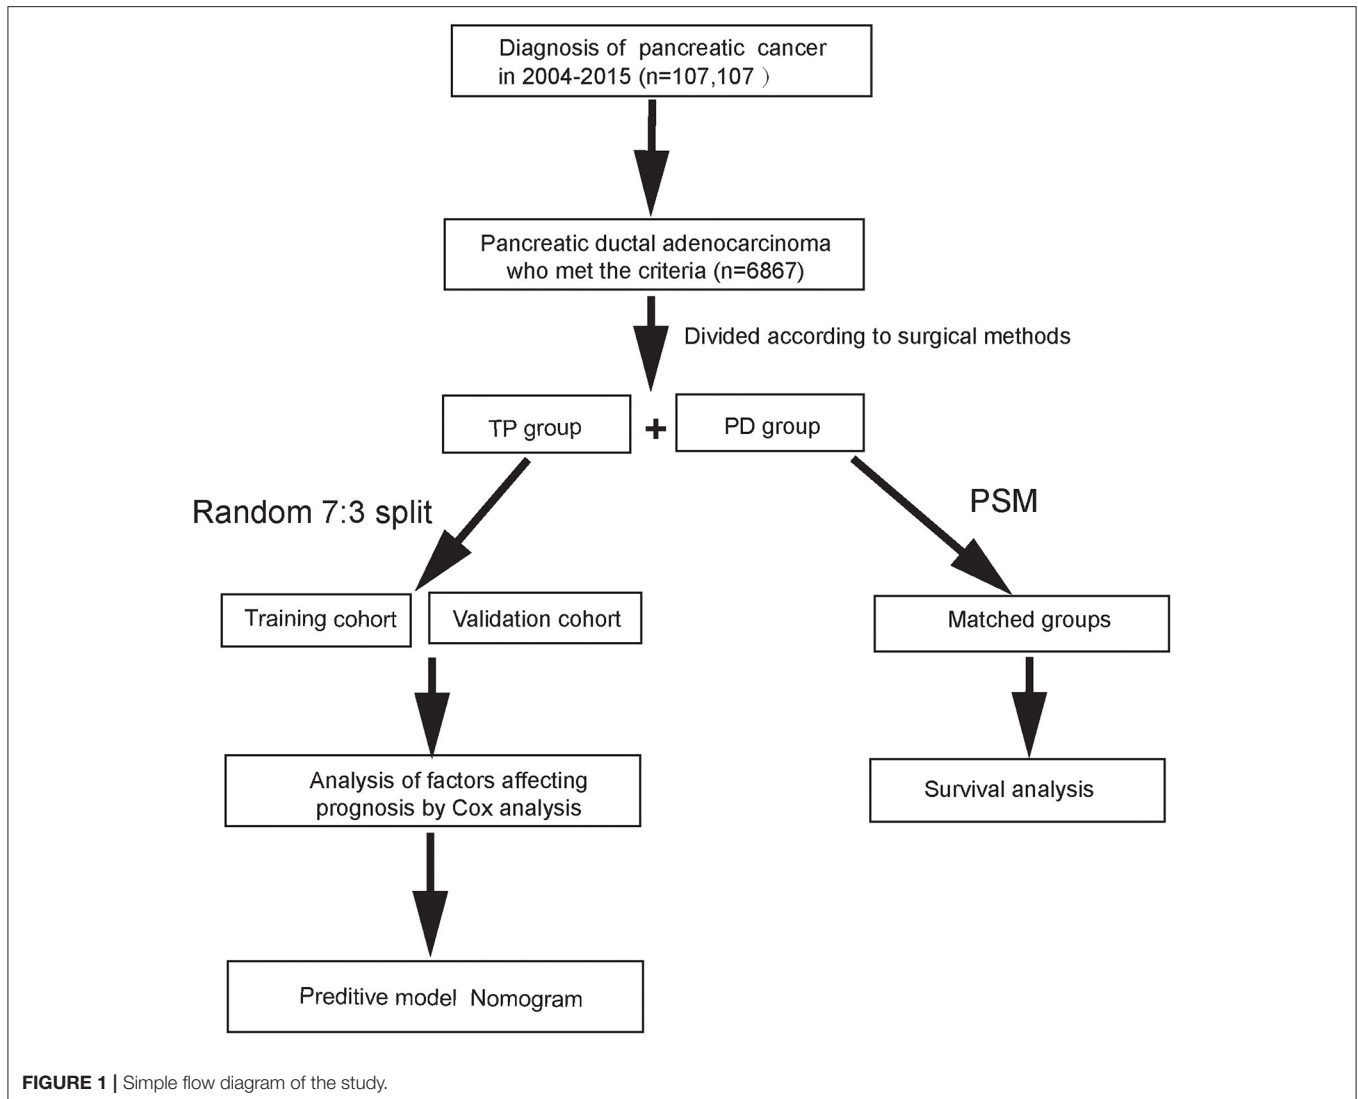 Diagnosis of pancreatic cancer
in 2004-2015 (n=107,107 ）
Pancreatic ductal adenocarcinoma
who met the criteria (n=6867)
Divided according to surgical methods
TP group
+
PD group
Random 7:3 split
PSM
Training cohort
Validation cohort
Matched groups
Analysis of factors affecting
prognosis by Cox analysis
Survival analysis
Preditive model Nomogram
FIGURE 1 | Simple flow diagram of the study.